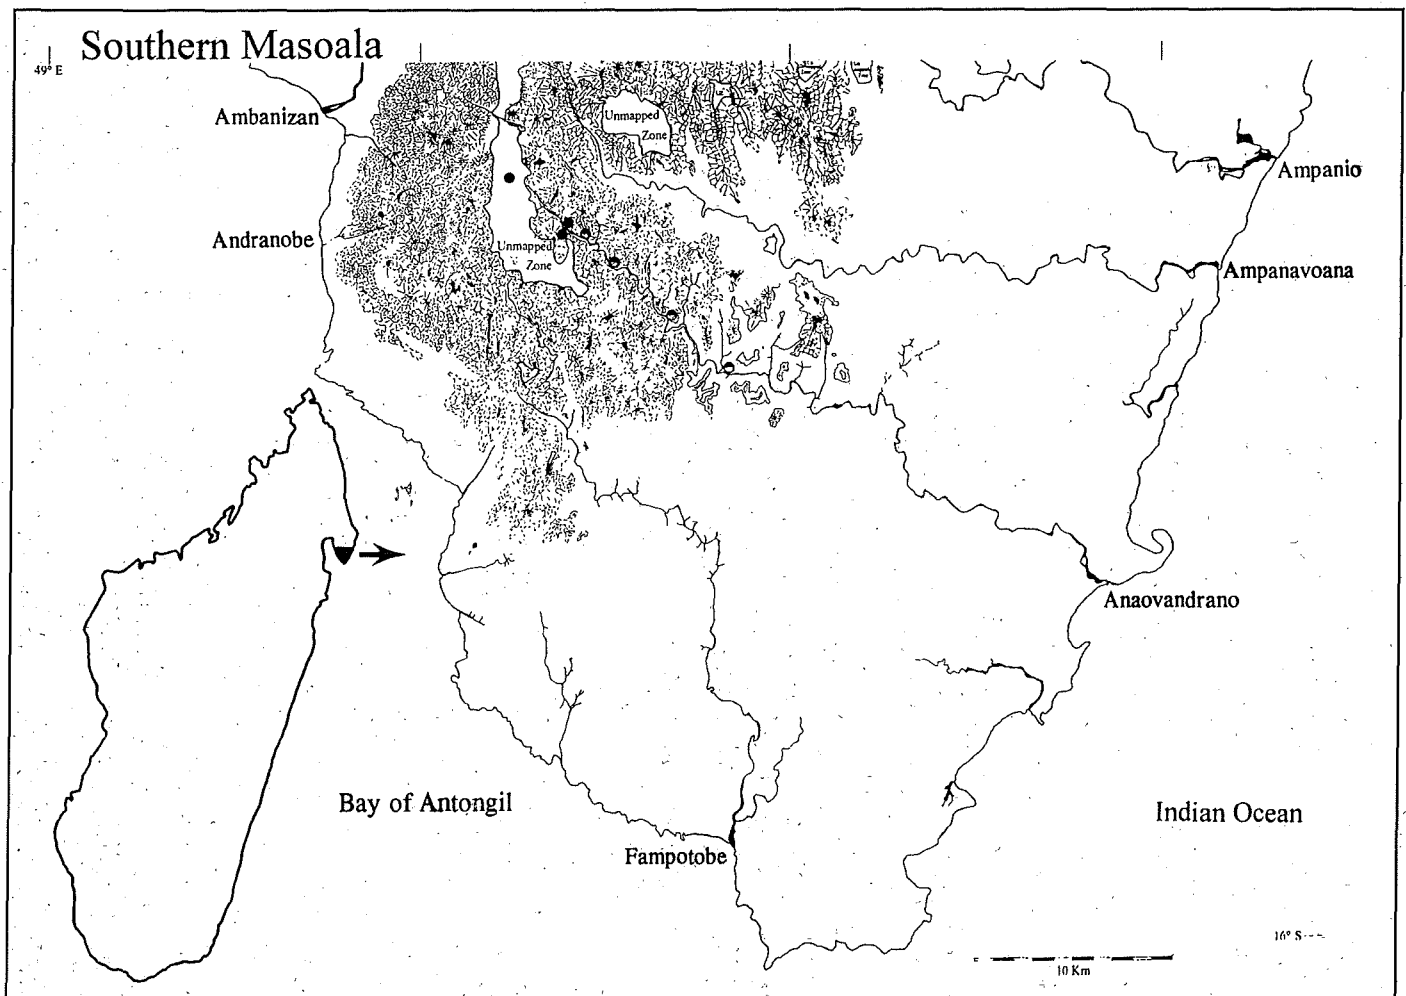 Southern Masoala
49° E
Ambanizan
Unmapped
Zone
Ampanio
Andranobe
Unmapped
Zone
Ampanavoana
Anaovandrano
Bay of Antongil
Indian Ocean
Fampotobe
16° S
10 Km